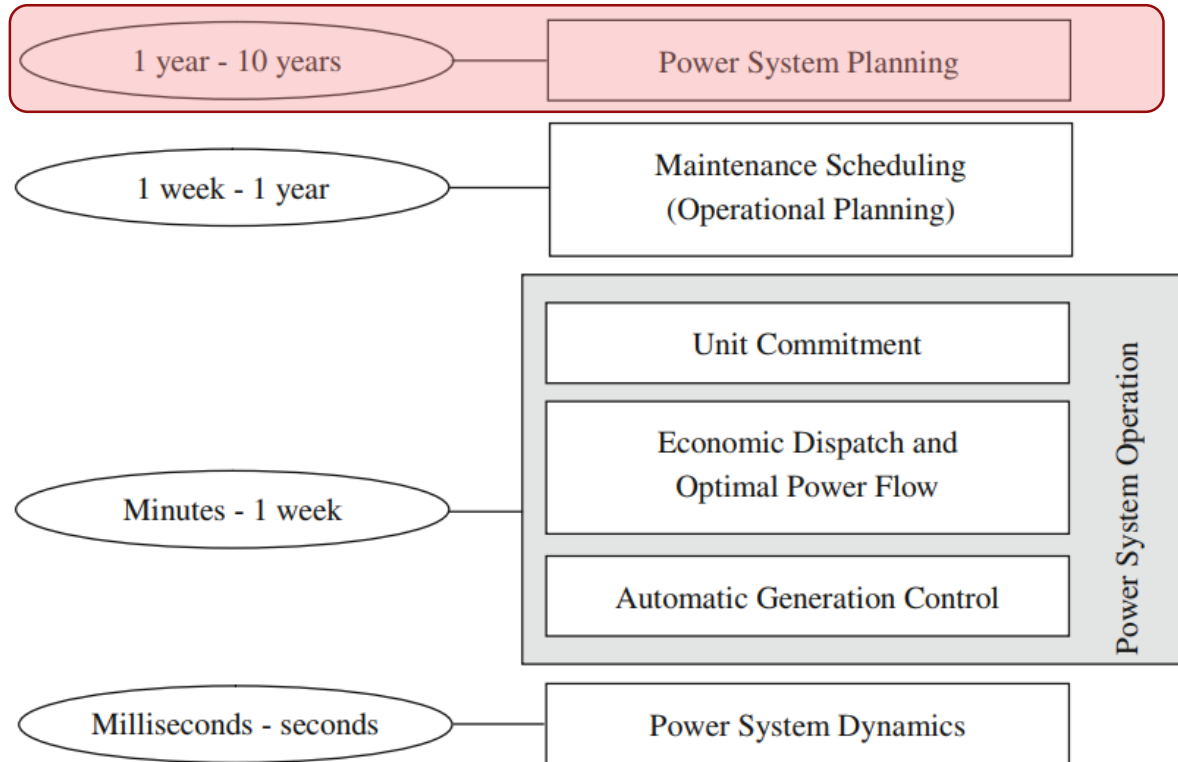 1 year - 10 years
Power System Planning
1 week - 1 year
Maintenance Scheduling
(Operational Planning)
Unit Commitment
Economic Dispatch and
Optimal Power Flow
Minutes - 1 week
Automatic Generation Control
Power System Operation
Milliseconds - seconds
Power System Dynamics